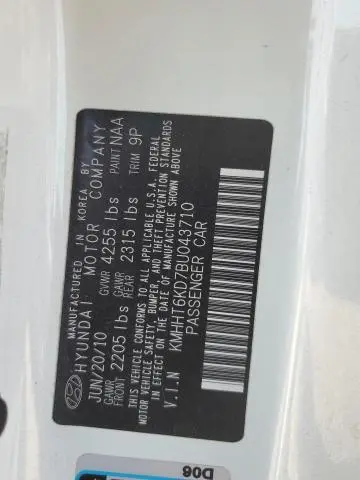 MANUFACTURED IN KOREA BY
HYUNDAI MOTOR COMPANY
JUN/20/10 GVWR 4255 lbs PAINT NAA
GAWR FRONT 2205 lbs GAWR REAR 2315 lbs TRIM 9P
THIS VEHICLE CONFORMS TO ALL APPLICABLE U.S.A. FEDERAL
MOTOR VEHICLE SAFETY, BUMPER, AND THEFT PREVENTION STANDARDS
IN EFFECT ON THE DATE OF MANUFACTURE SHOWN ABOVE
V.I.N KMHHT6KD7BU043710
PASSENGER CAR
D06